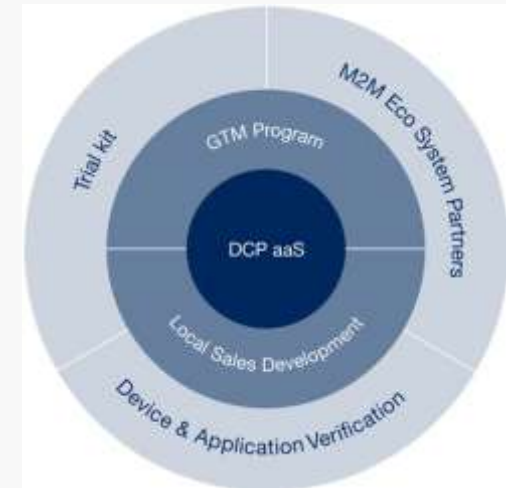 Trial kit
M2M Eco System Partners
GTM Program
DCP aaS
Local Sales Development
Device & Application Verification